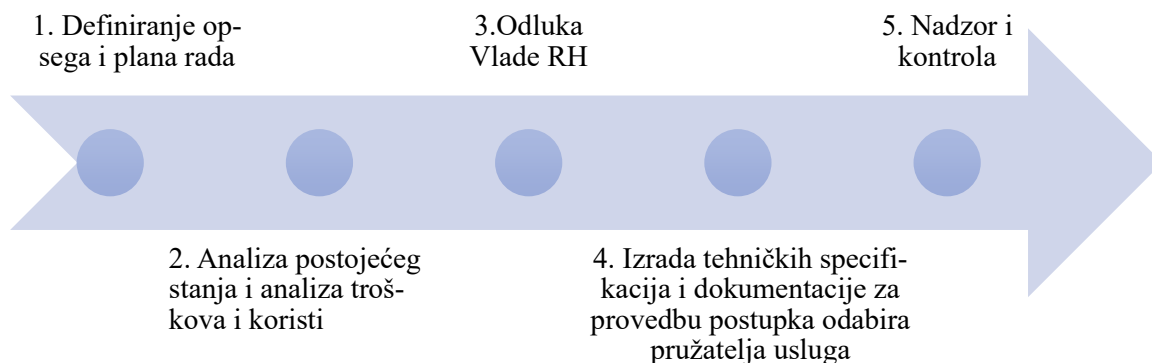 1. Definiranje op-
sega i plana rada
2. Analiza postojećeg
stanja i analiza troš-
kova i koristi
3.Odluka
Vlade RH
4. Izrada tehničkih specifi-
kacija i dokumentacije za
provedbu postupka odabira
pružatelja usluga
5. Nadzor i
kontrola